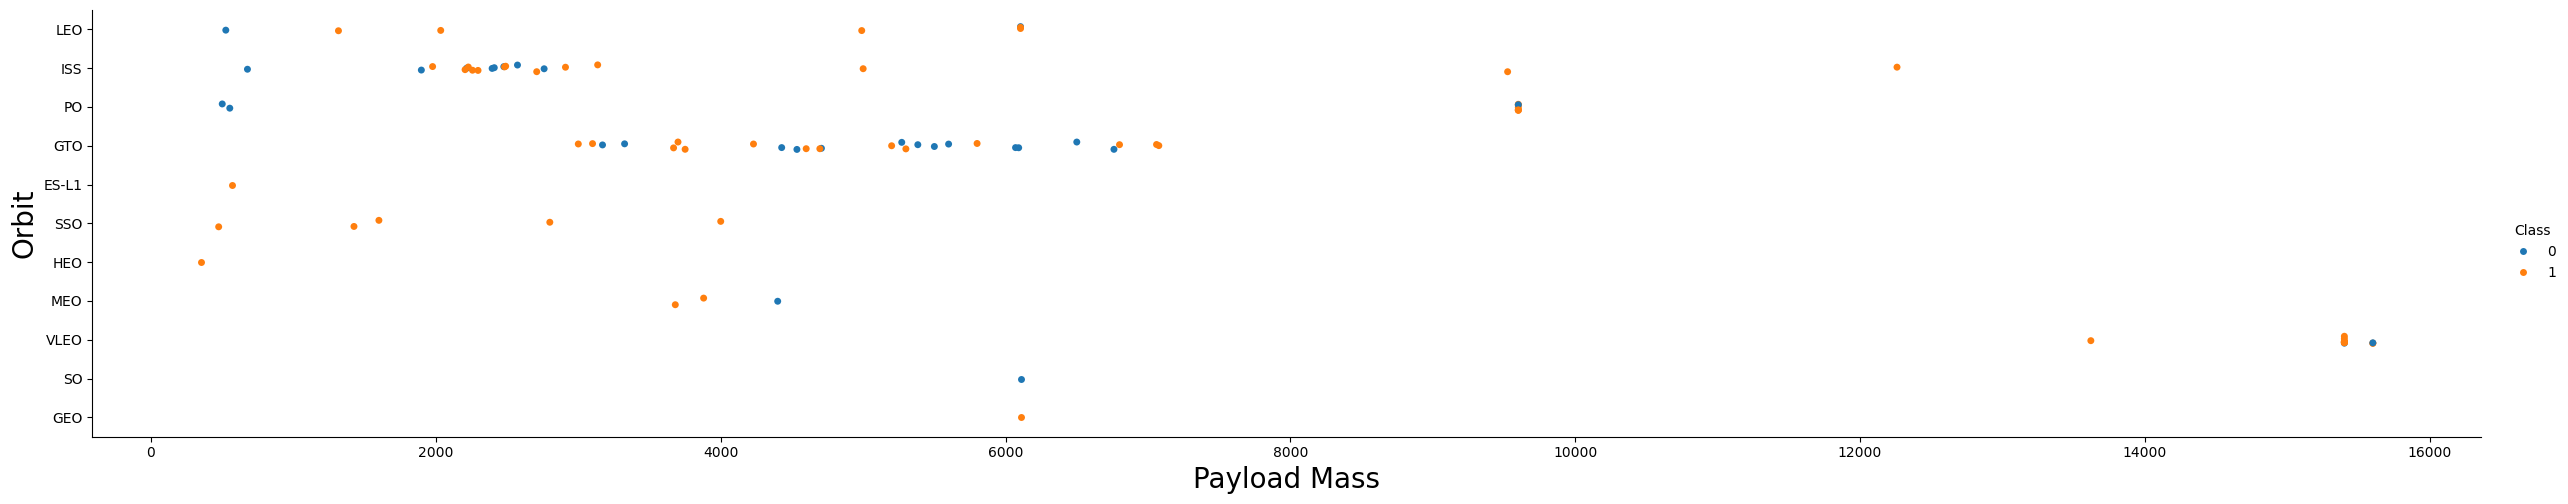 LEO
ISS
PO
GTO
ES-L1
SSO
HEO
MEO
VLEO
SO
GEO
Orbit
0 2000 4000 6000 8000 10000 12000 14000 16000
Payload Mass
Class
0
1